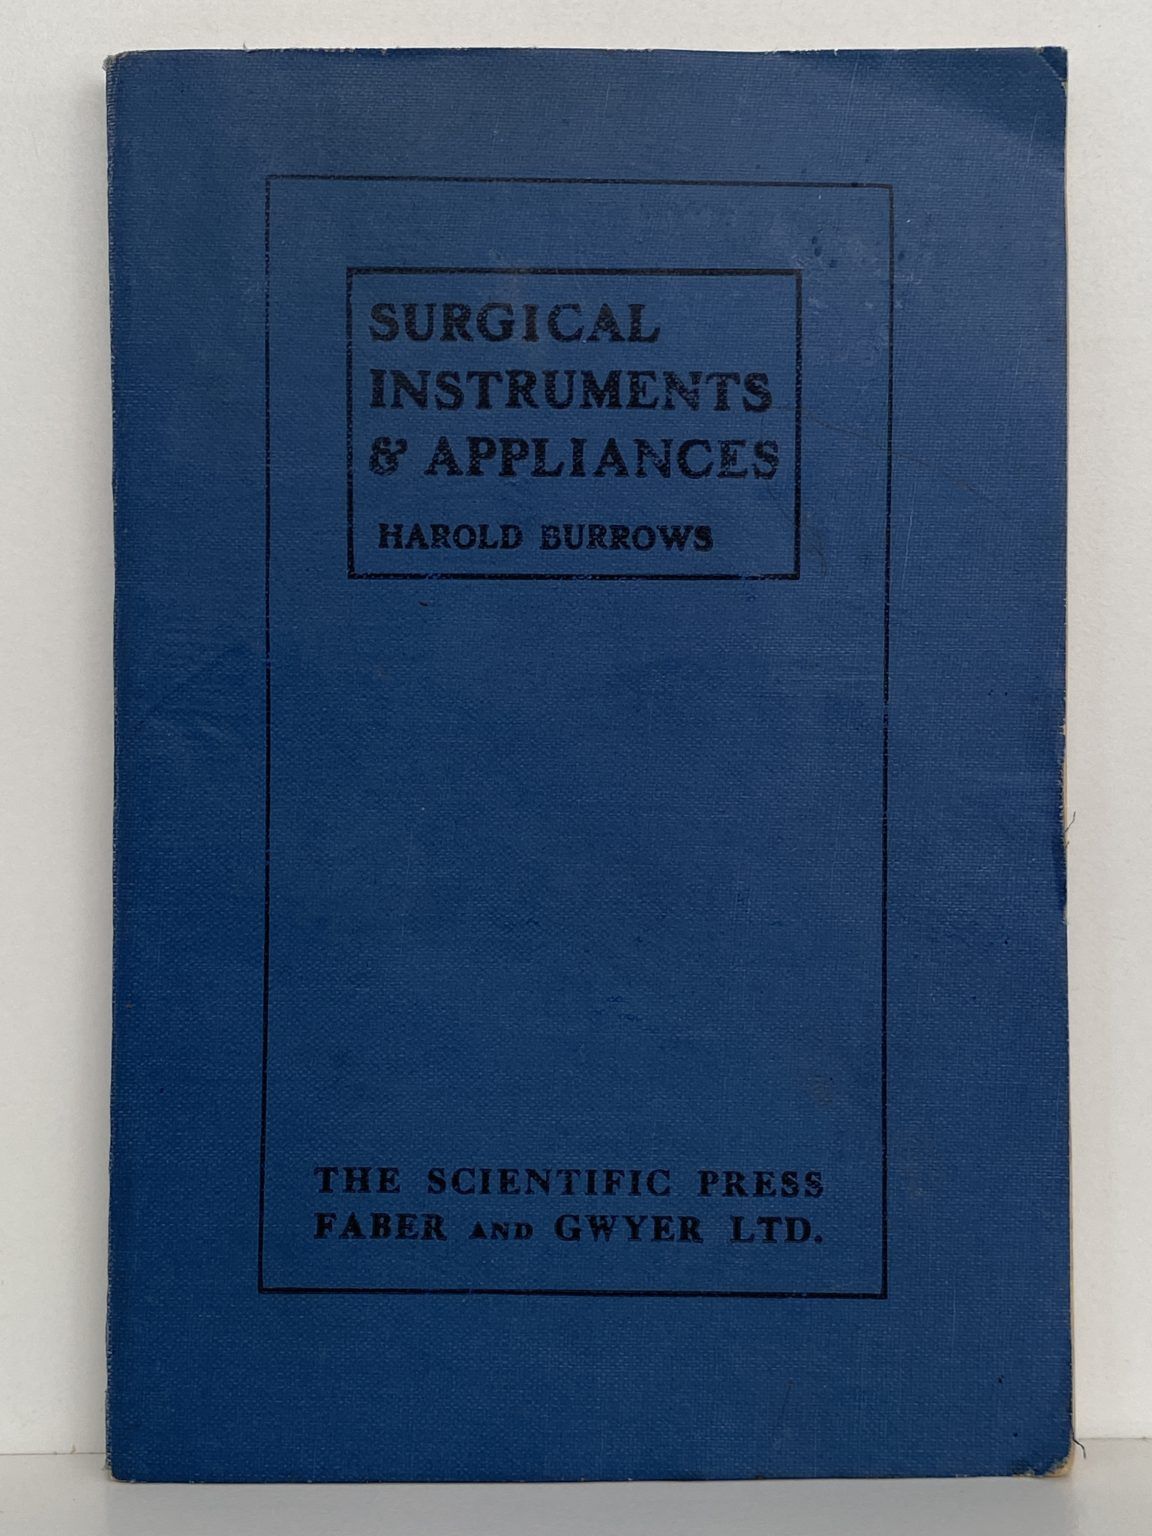 SURGICAL
INSTRUMENTS
& APPLIANCES
HAROLD BURROWS
THE SCIENTIFIC PRESS
FABER AND GWYER LTD.